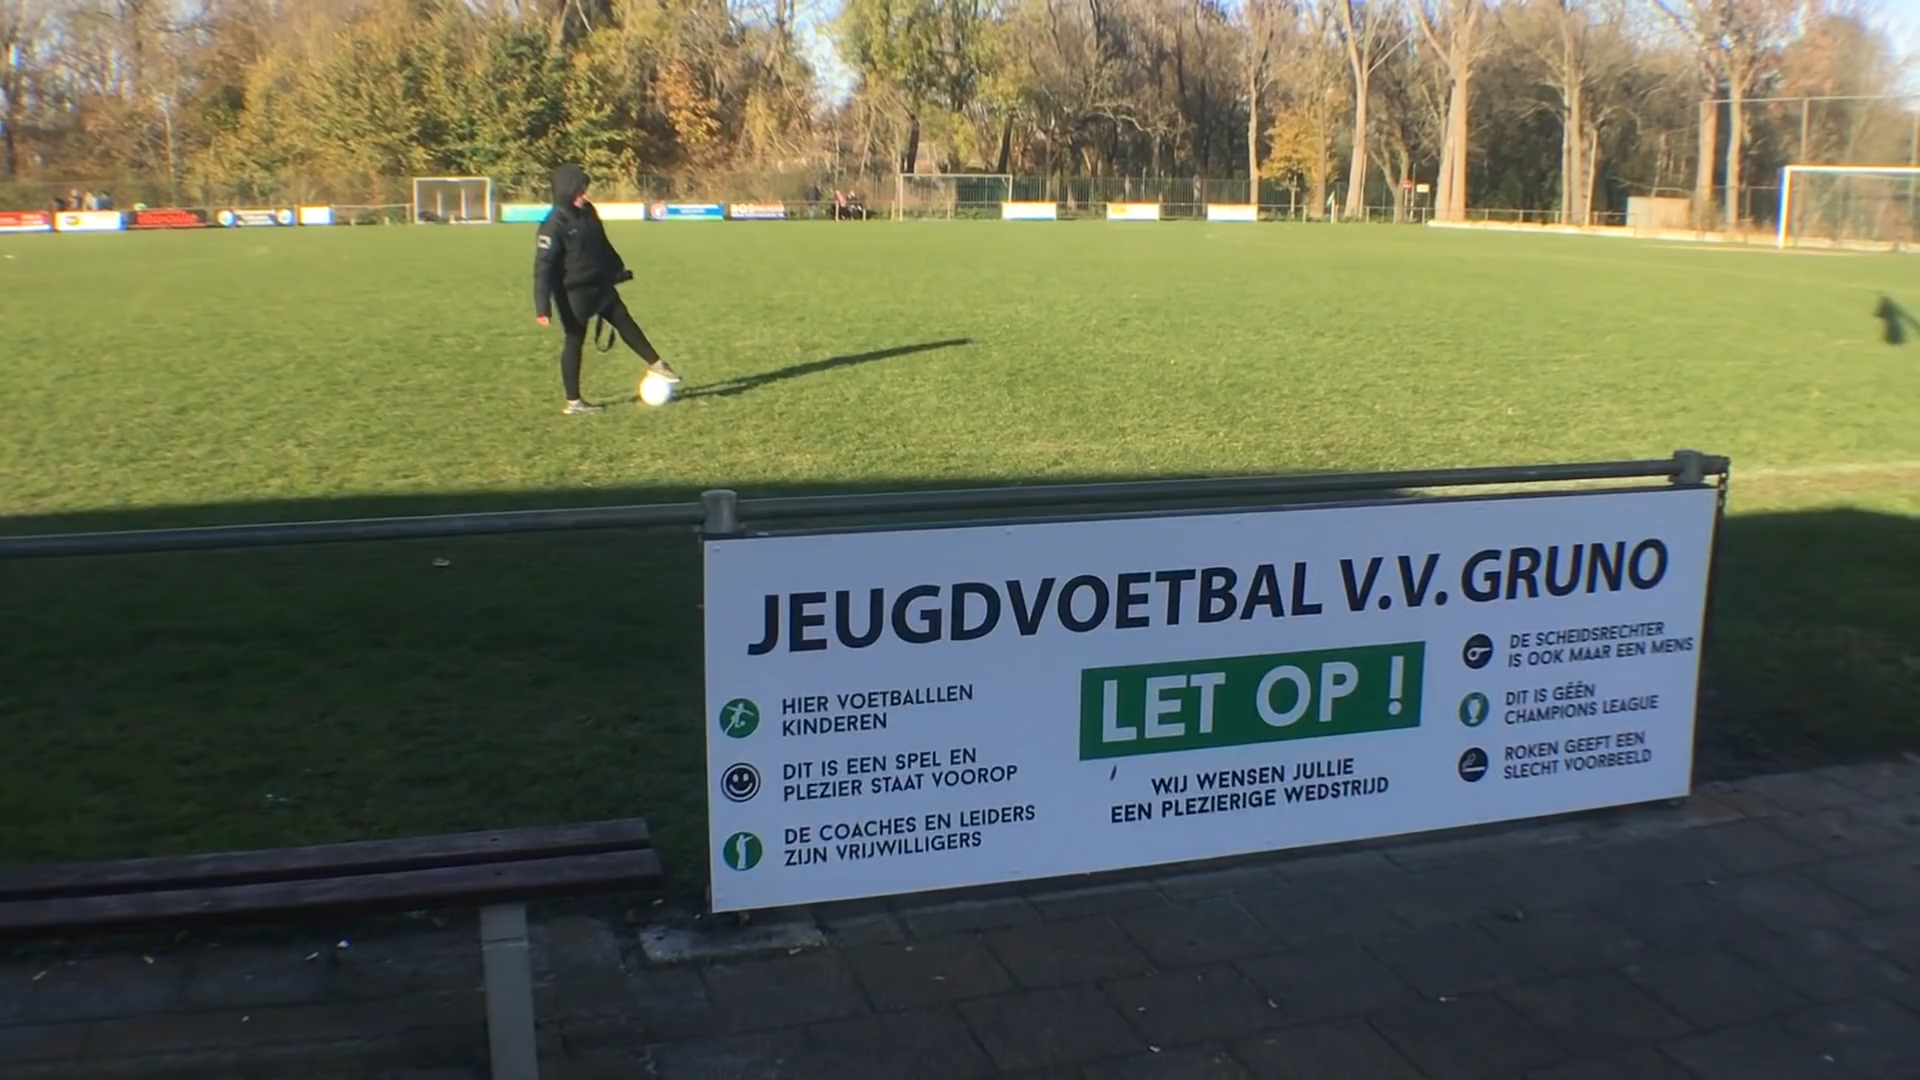 JEUGDVOETBAL V.V. GRUNO
HIER VOETBALLLEN
KINDEREN
DIT IS EEN SPEL EN
PLEZIER STAAT VOOROP
DE COACHES EN LEIDERS
ZIJN VRIJWILLIGERS
LET OP !
WIJ WENSEN JULLIE
EEN PLEZIERIGE WEDSTRIJD
DE SCHEIDSRECHTER
IS OOK MAAR EEN MENS
DIT IS GÉÉN
CHAMPIONS LEAGUE
ROKEN GEEFT EEN
SLECHT VOORBEELD